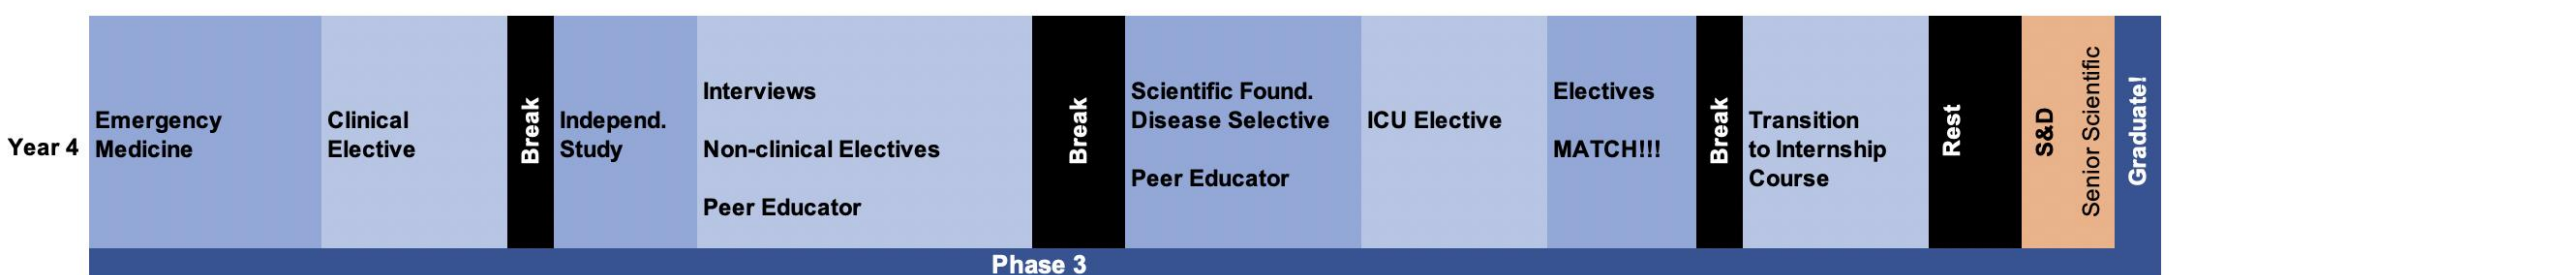 Year 4
Emergency
Medicine
Clinical
Elective
Break
Independ.
Study
Interviews
Non-clinical Electives
Peer Educator
Break
Scientific Found.
Disease Selective
Peer Educator
ICU Elective
Electives
MATCH!!!
Break
Transition
to Internship
Course
Rest
S&D
Senior Scientific
Graduate!
Phase 3